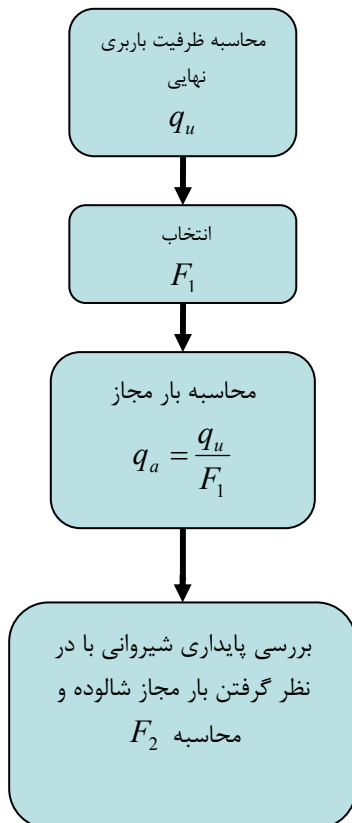 محاسبه ظرفیت باربری
نهایی
q_u
انتخاب
F_1
محاسبه بار مجاز
q_a = \frac{q_u}{F_1}
بررسی پایداری شیروانی با در
نظر گرفتن بار مجاز شالوده و
محاسبه F_2